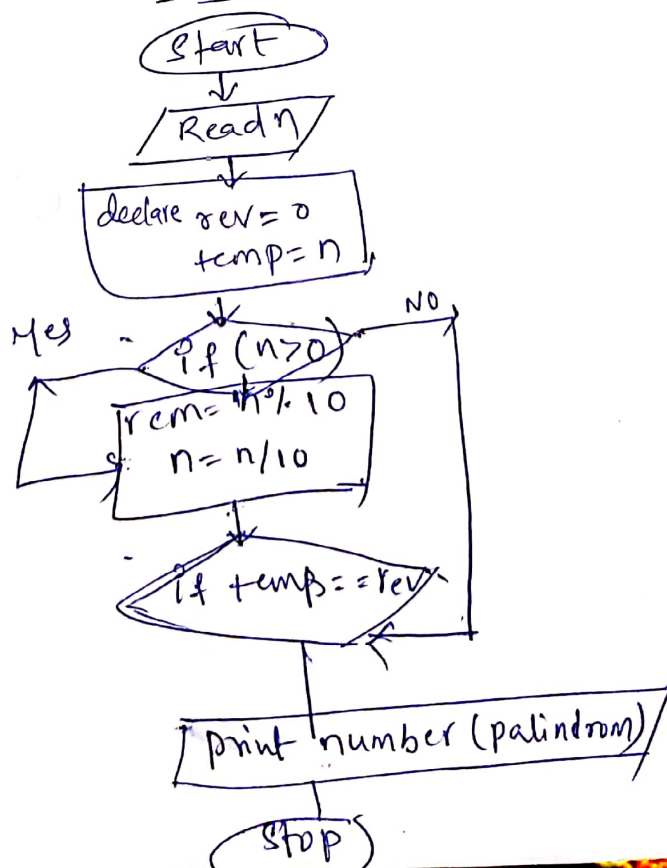 Start
Read n
declare rev = 0
temp = n
Yes
if (n>0)
NO
rem = n % 10
n = n/10
if temp == rev
print number (palindrom)
Stop